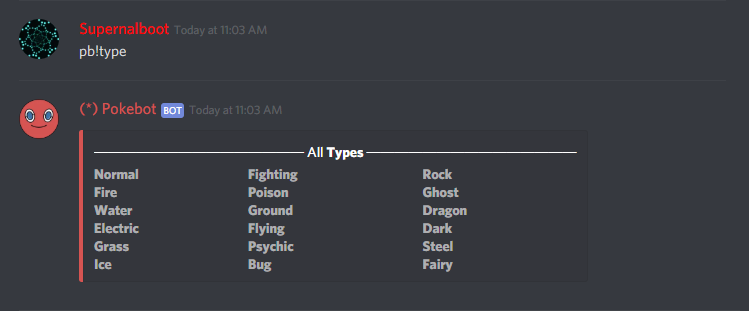 Supernalboot Today at 11:03 AM
pb!type
(*) Pokebot BOT Today at 11:03 AM
All Types
Normal Fighting Rock
Fire Poison Ghost
Water Ground Dragon
Electric Flying Dark
Grass Psychic Steel
Ice Bug Fairy